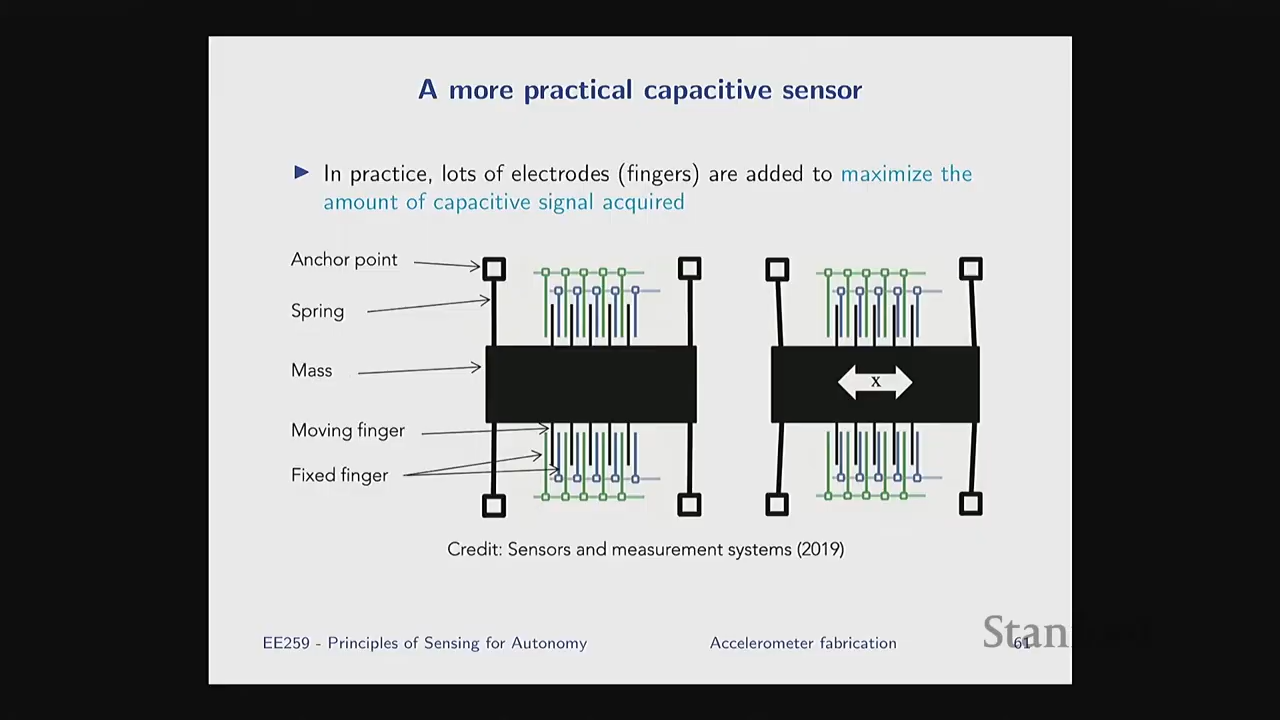 A more practical capacitive sensor
In practice, lots of electrodes (fingers) are added to maximize the
amount of capacitive signal acquired
Anchor point
Spring
Mass
Moving finger
Fixed finger
x
Credit: Sensors and measurement systems (2019)
EE259 - Principles of Sensing for Autonomy
Accelerometer fabrication
61
Stanford